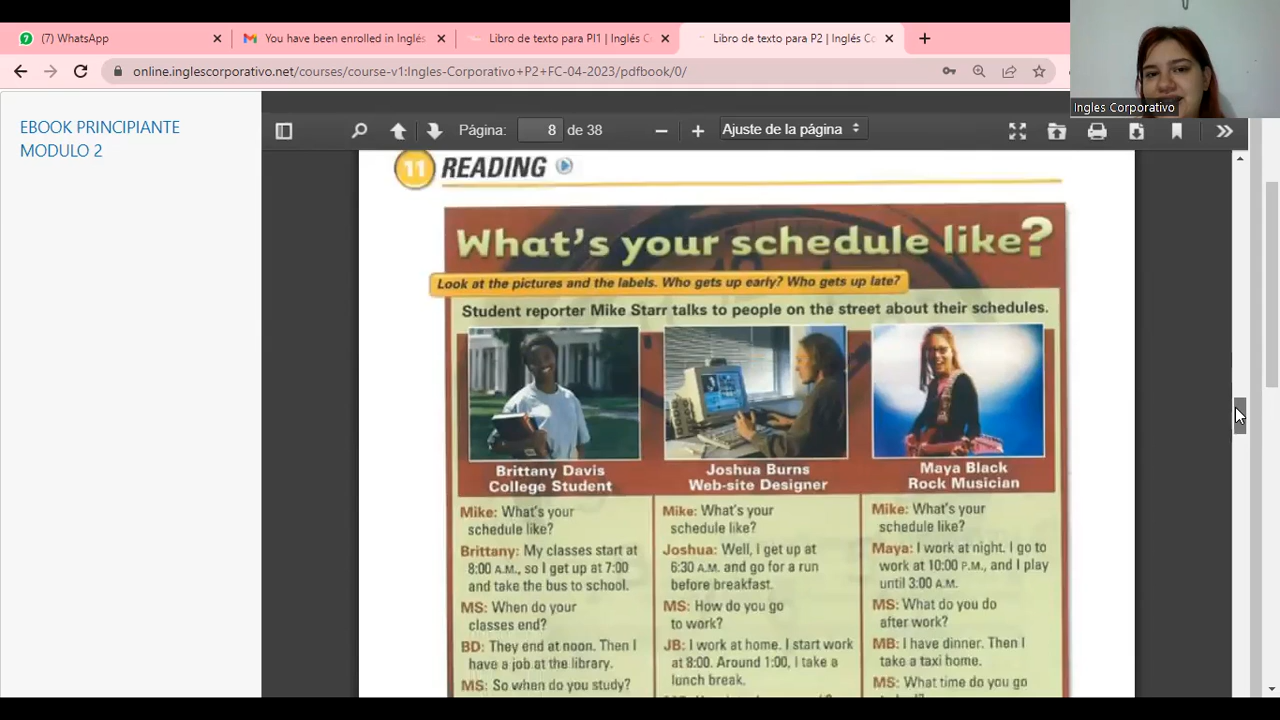 (7) WhatsApp
You have been enrolled in Inglés
Libro de texto para PI1 | Inglés C
Libro de texto para P2 | Inglés C
online.inglescorporativo.net/courses/course-v1:Ingles-Corporativo+P2+FC-04-2023/pdfbook/0/
Ingles Corporativo
EBOOK PRINCIPIANTE
MODULO 2
Página: 8 de 38
Ajuste de la página
11 READING
What's your schedule like?
Look at the pictures and the labels. Who gets up early? Who gets up late?
Student reporter Mike Starr talks to people on the street about their schedules.
Brittany Davis
College Student
Mike: What's your
schedule like?
Brittany: My classes start at
8:00 A.M., so I get up at 7:00
and take the bus to school.
MS: When do your
classes end?
BD: They end at noon. Then I
have a job at the library.
MS: So when do you study?
Joshua Burns
Web-site Designer
Mike: What's your
schedule like?
Joshua: Well, I get up at
6:30 A.M. and go for a run
before breakfast.
MS: How do you go
to work?
JB: I work at home. I start work
at 8:00. Around 1:00, I take a
lunch break.
Maya Black
Rock Musician
Mike: What's your
schedule like?
Maya: I work at night. I go to
work at 10:00 P.M., and I play
until 3:00 A.M.
MS: What do you do
after work?
MB: I have dinner. Then I
take a taxi home.
MS: What time do you go